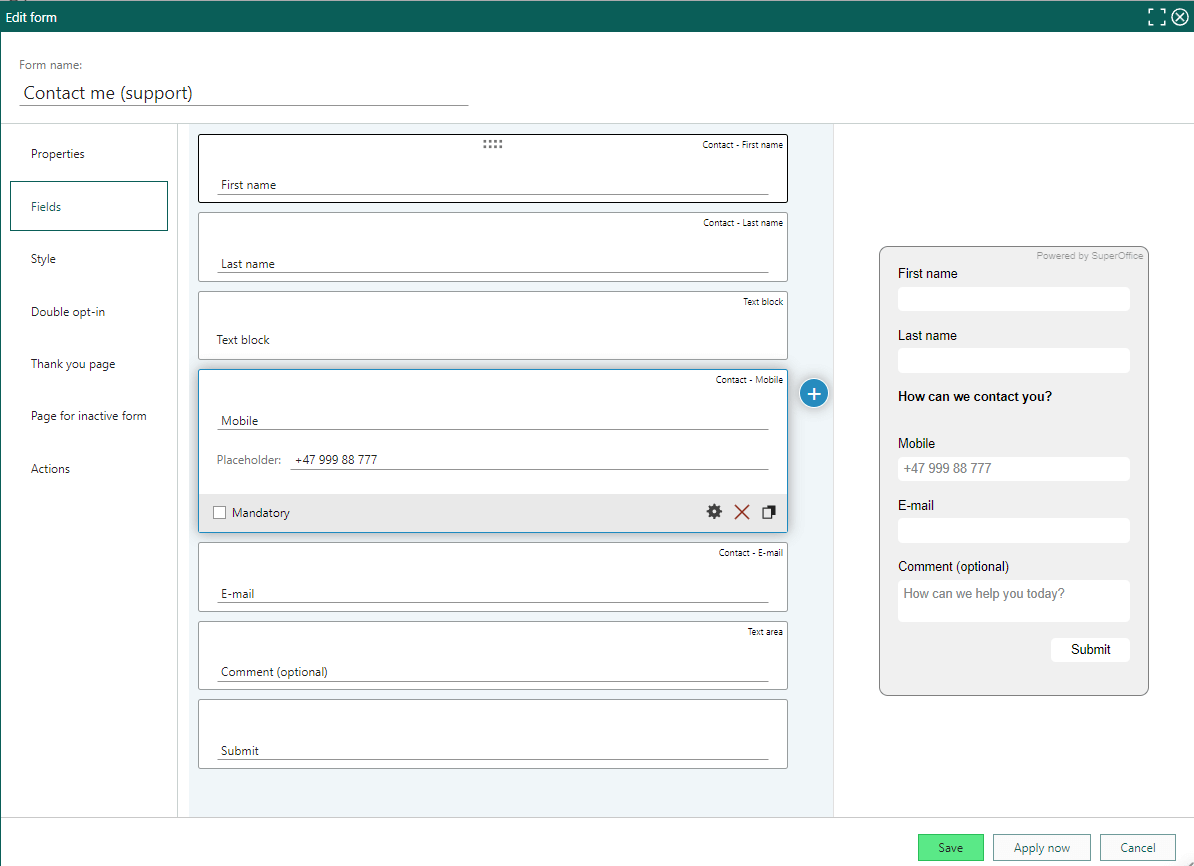 Edit form
Form name:
Contact me (support)
Properties
Fields
Style
Double opt-in
Thank you page
Page for inactive form
Actions
Contact - First name
First name
Contact - Last name
Last name
Text block
Text block
Contact - Mobile
Mobile
Placeholder: +47 999 88 777
Mandatory
Contact - E-mail
E-mail
Text area
Comment (optional)
Submit
Powered by SuperOffice
First name
Last name
How can we contact you?
Mobile
+47 999 88 777
E-mail
Comment (optional)
How can we help you today?
Submit
Save Apply now Cancel